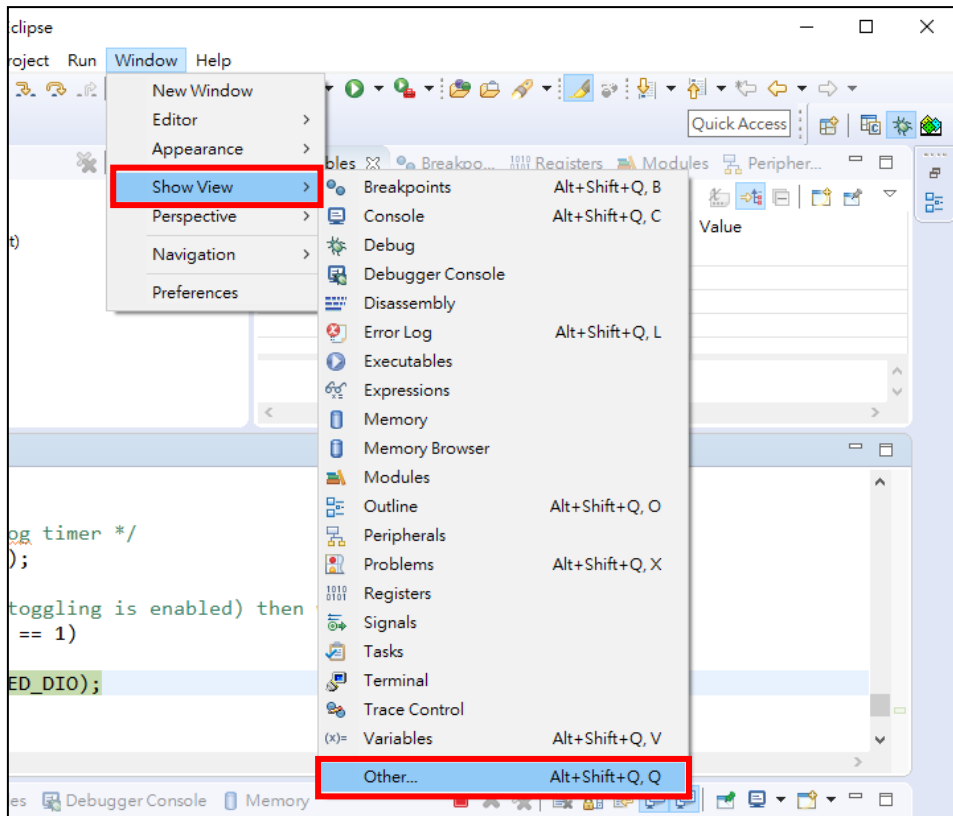 clipse
roject Run Window Help
New Window
Editor
Appearance
Show View
Perspective
Navigation
Preferences
Quick Access
bles Breakpo... Registers Modules Peripher...
Value
t)
Breakpoints Alt+Shift+Q, B
Console Alt+Shift+Q, C
Debug
Debugger Console
Disassembly
Error Log Alt+Shift+Q, L
Executables
Expressions
Memory
Memory Browser
Modules
Outline Alt+Shift+Q, O
Peripherals
Problems Alt+Shift+Q, X
Registers
Signals
Tasks
Terminal
Trace Control
(x)= Variables Alt+Shift+Q, V
Other... Alt+Shift+Q, Q
og timer */
);
toggling is enabled) then
== 1)
ED_DIO);
es Debugger Console Memory